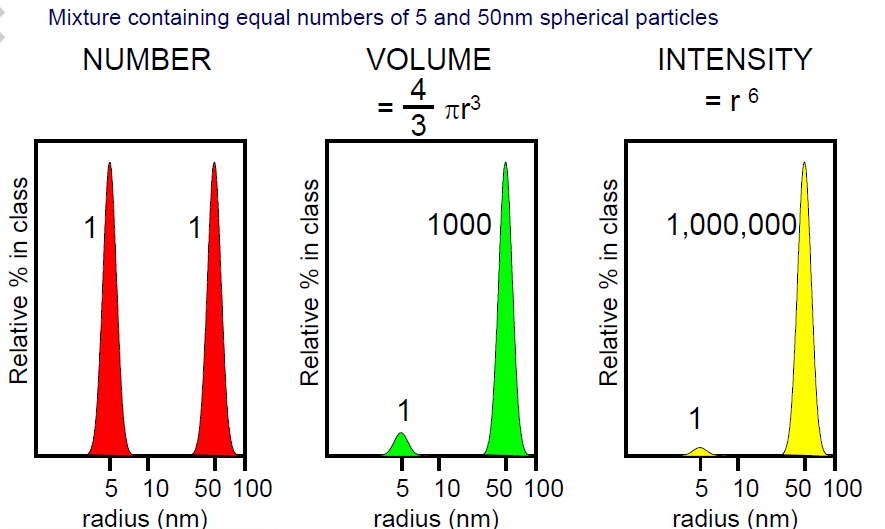 Mixture containing equal numbers of 5 and 50nm spherical particles
NUMBER
VOLUME
= 4/3 πr³
INTENSITY
= r ⁶
Relative % in class
1
1
5 10 50 100
radius (nm)
Relative % in class
1
1000
5 10 50 100
radius (nm)
Relative % in class
1
1,000,000
5 10 50 100
radius (nm)